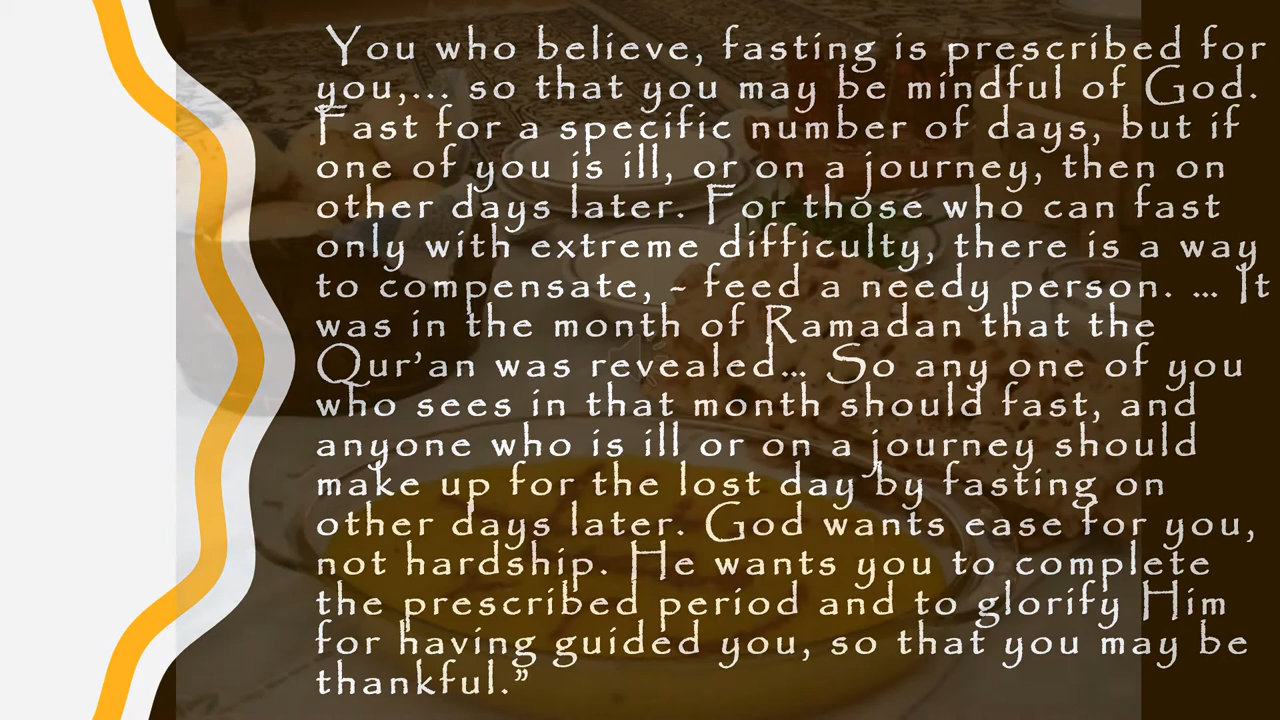 You who believe, fasting is prescribed for
you,... so that you may be mindful of God.
Fast for a specific number of days, but if
one of you is ill, or on a journey, then on
other days later. For those who can fast
only with extreme difficulty, there is a way
to compensate, - feed a needy person. ... It
was in the month of Ramadan that the
Qur’an was revealed... So any one of you
who sees in that month should fast, and
anyone who is ill or on a journey should
make up for the lost day by fasting on
other days later. God wants ease for you,
not hardship. He wants you to complete
the prescribed period and to glorify Him
for having guided you, so that you may be
thankful.”